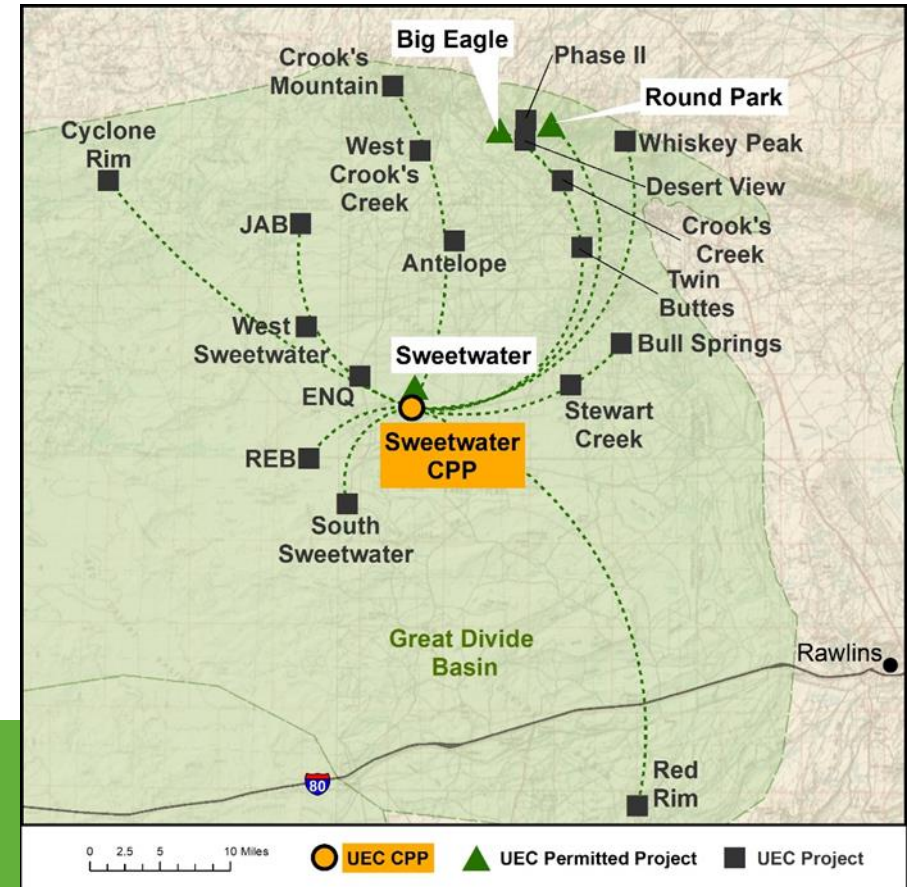 Big Eagle
Phase II
Crook's
Mountain
Round Park
Cyclone
Rim
West
Crook's
Creek
Whiskey Peak
Desert View
JAB
Antelope
Crook's
Creek
Twin
Buttes
West
Sweetwater
Sweetwater
Bull Springs
ENQ
Stewart
Creek
Sweetwater
CPP
REB
South
Sweetwater
Great Divide
Basin
Rawlins
80
Red
Rim
0 2.5 5 10 Miles
UEC CPP
UEC Permitted Project
UEC Project